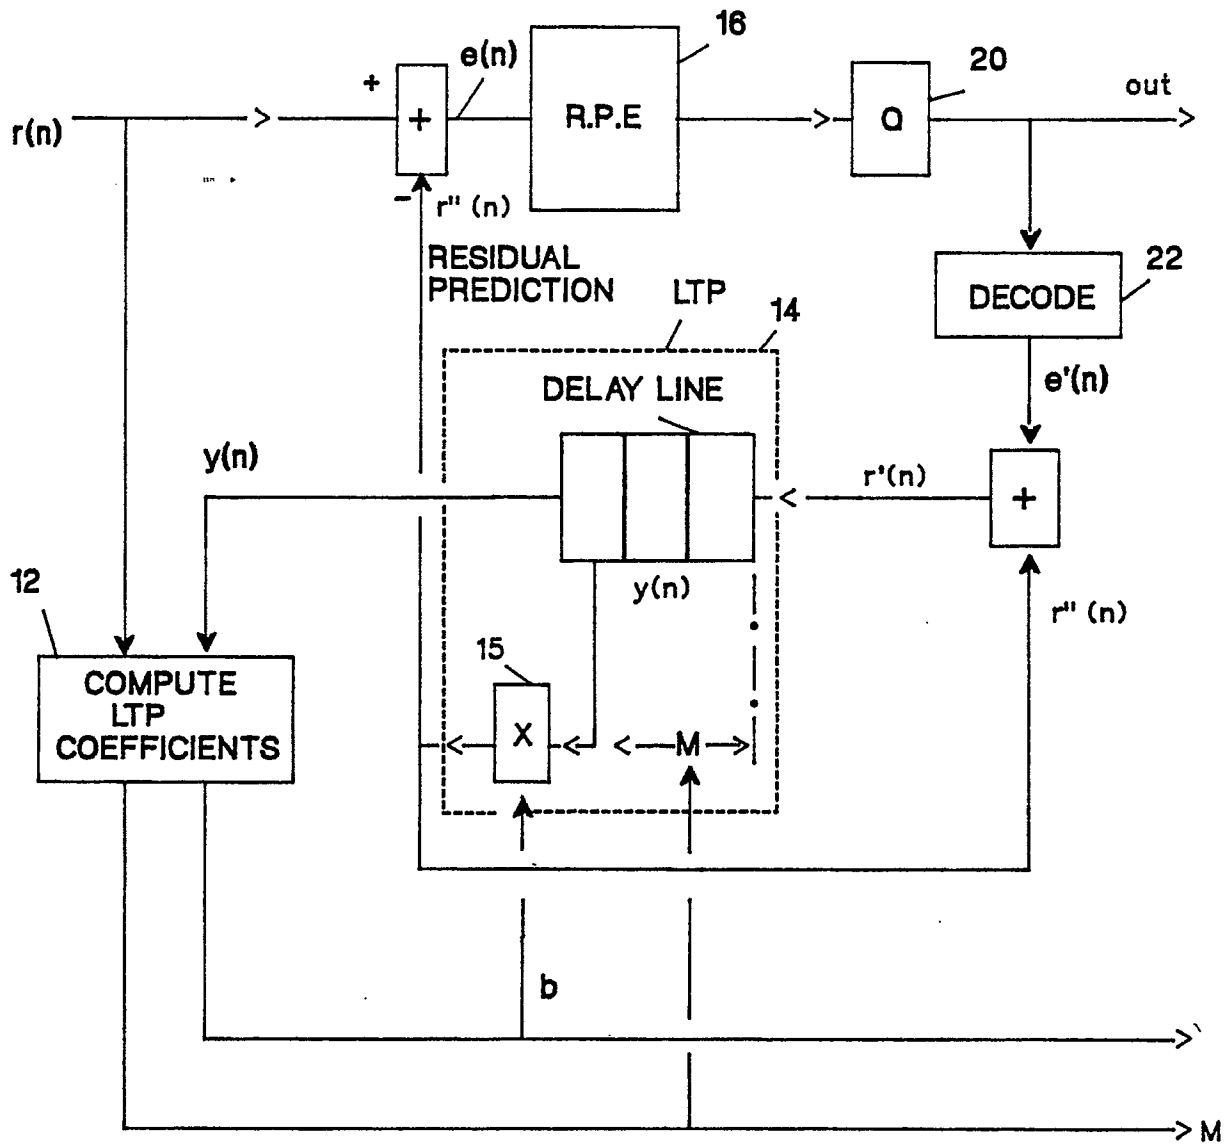 16
e(n)
20
+
out
r(n)
+
R.P.E
Q
-
r'' (n)
RESIDUAL
PREDICTION
22
LTP
14
DECODE
e'(n)
DELAY LINE
y(n)
r'(n)
+
12
y(n)
r'' (n)
15
COMPUTE
LTP
COEFFICIENTS
X
M
b
M